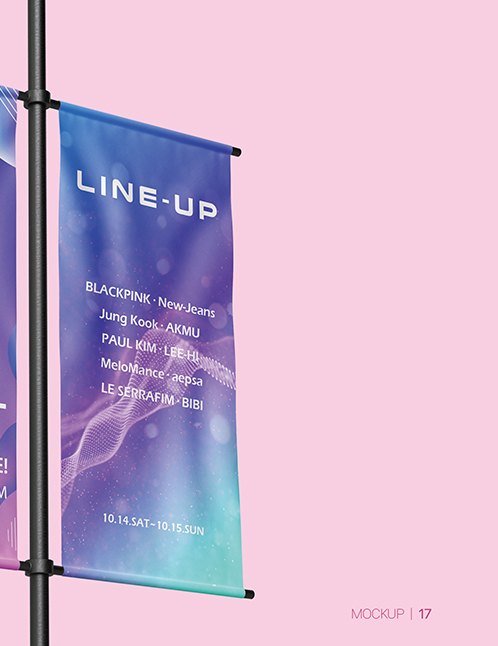 LINE-UP
BLACKPINK · New-Jeans
Jung Kook · AKMU
PAUL KIM · LEE-HI
MeloMance · aepsa
LE SERRAFIM · BIBI
10.14.SAT~10.15.SUN
E!
M
MOCKUP | 17